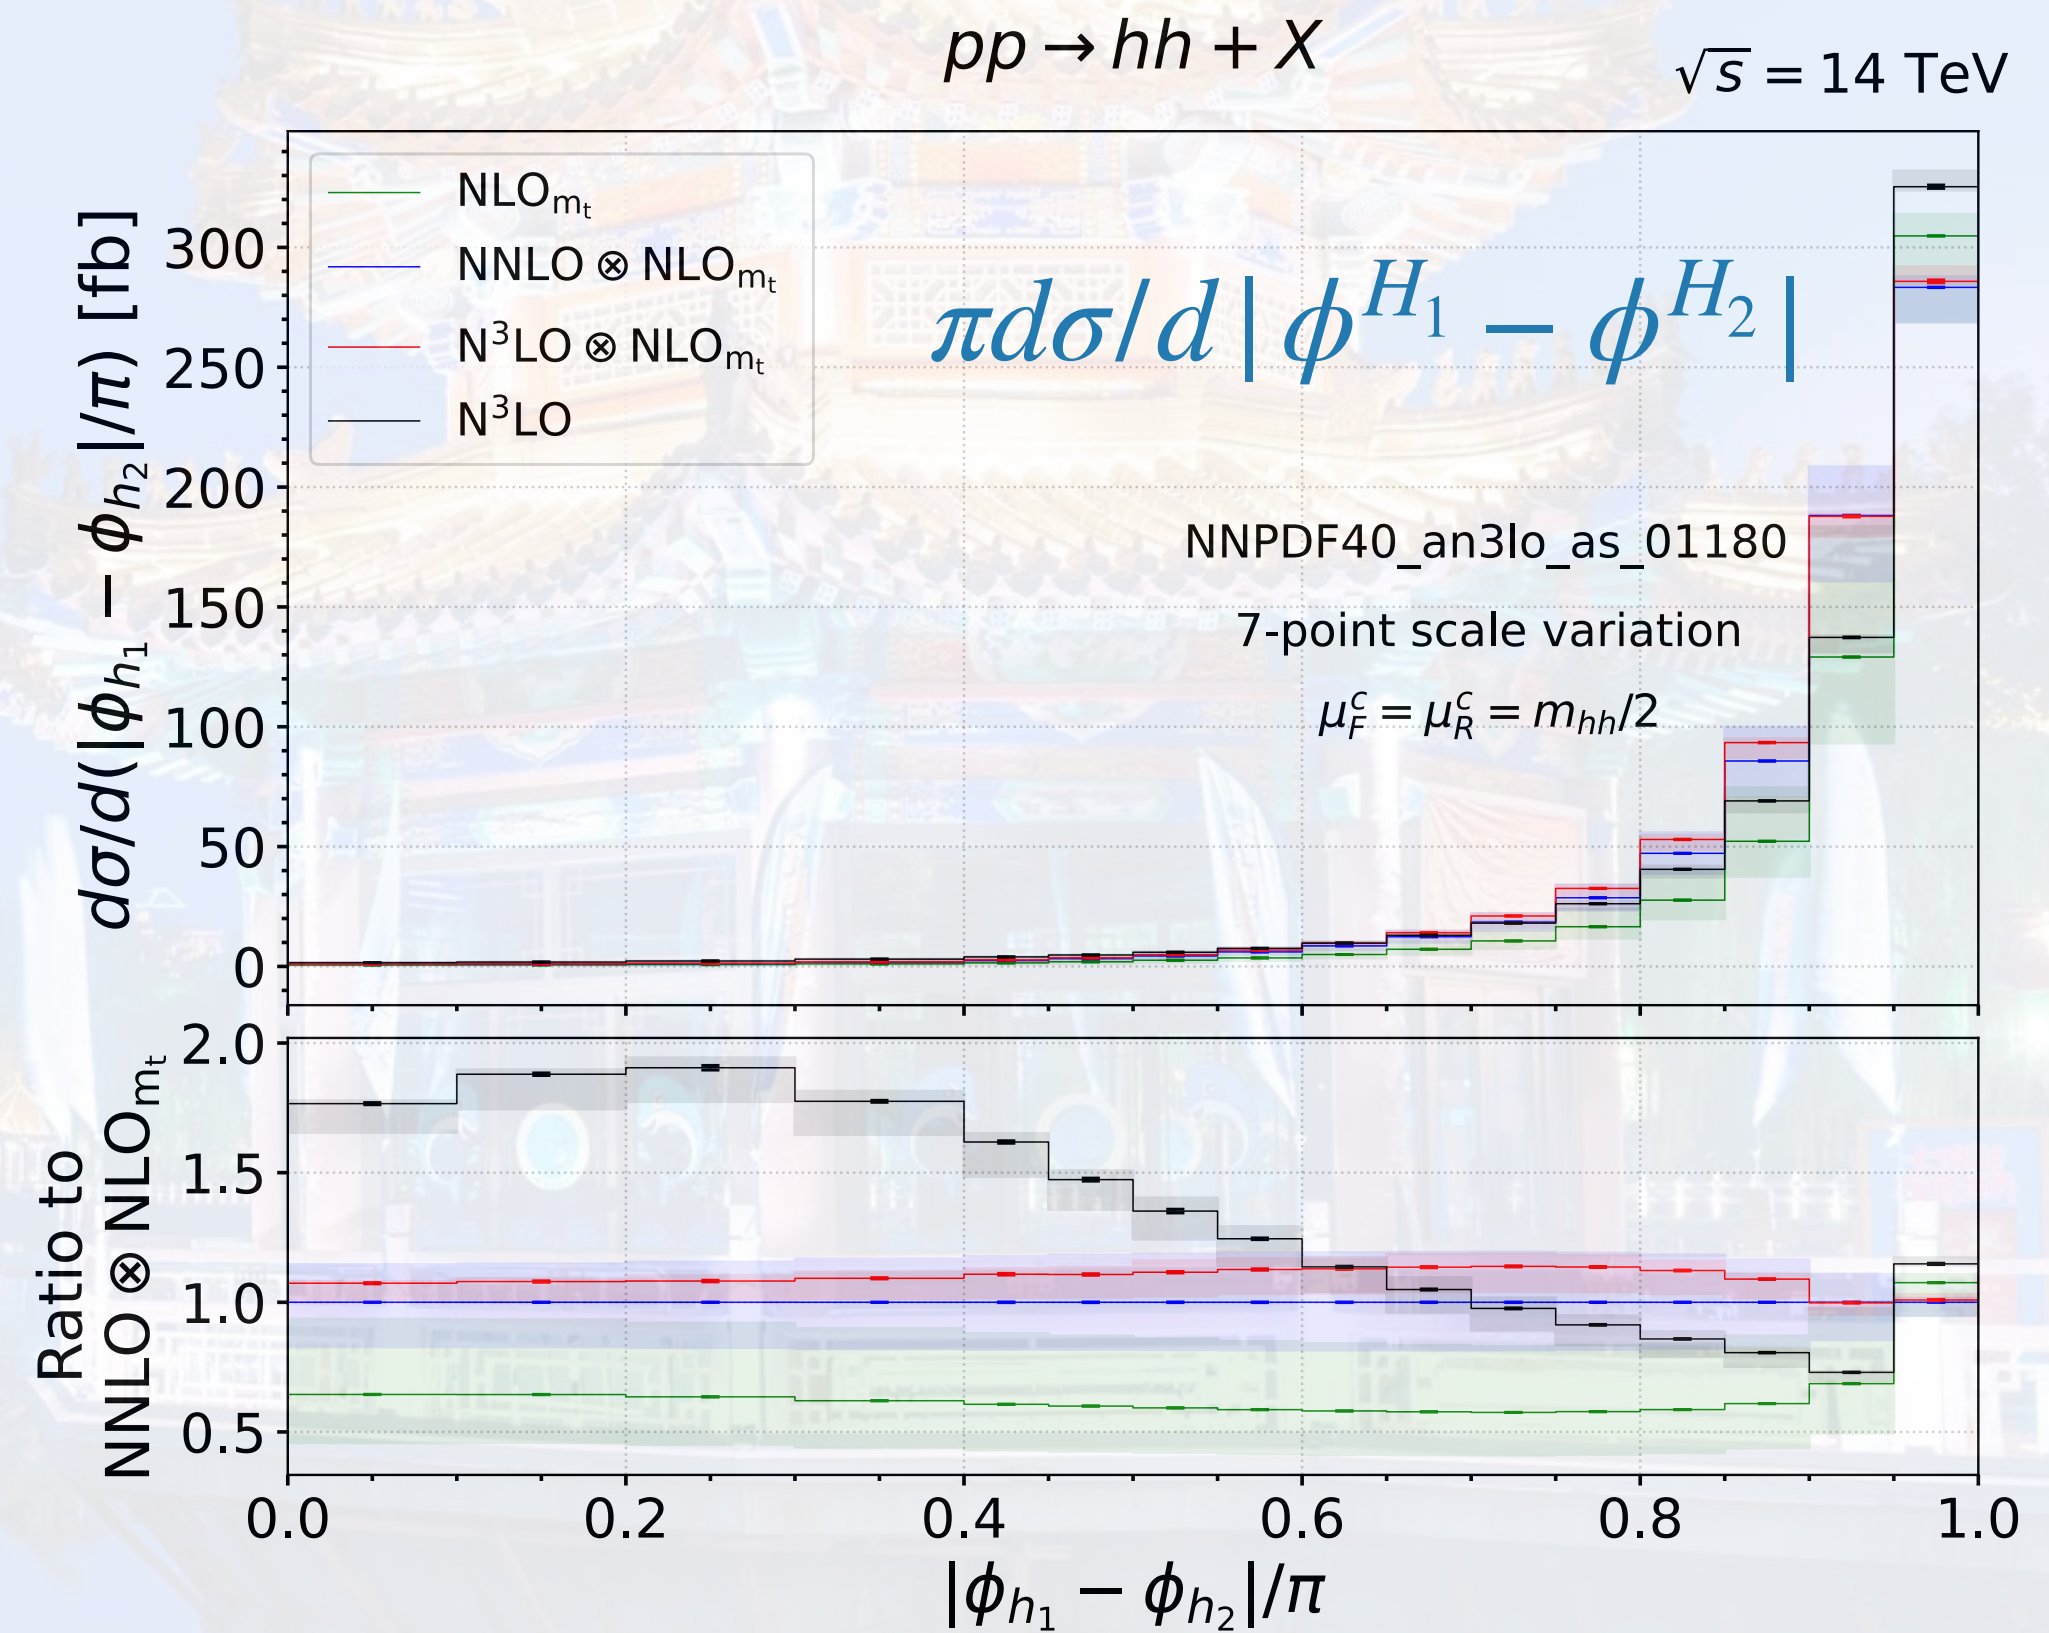 pp → hh + X
√s = 14 TeV
NLO_{m_t}
NNLO ⊗ NLO_{m_t}
N³LO ⊗ NLO_{m_t}
N³LO
πdσ/d|ϕ^{H_1} − ϕ^{H_2}|
NNPDF40_an3lo_as_01180
7-point scale variation
μ_F^c = μ_R^c = m_{hh}/2
dσ/d(|ϕ_{h_1} − ϕ_{h_2}|/π) [fb]
300
250
200
150
100
50
0
Ratio to
NNLO ⊗ NLO_{m_t}
2.0
1.5
1.0
0.5
0.0 0.2 0.4 0.6 0.8 1.0
|ϕ_{h_1} − ϕ_{h_2}|/π